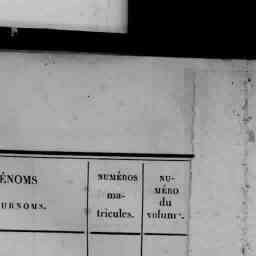 ÉNOMS
URNOMS.
NUMÉROS
ma-
tricules.
NU-
MÉRO
du
volume.